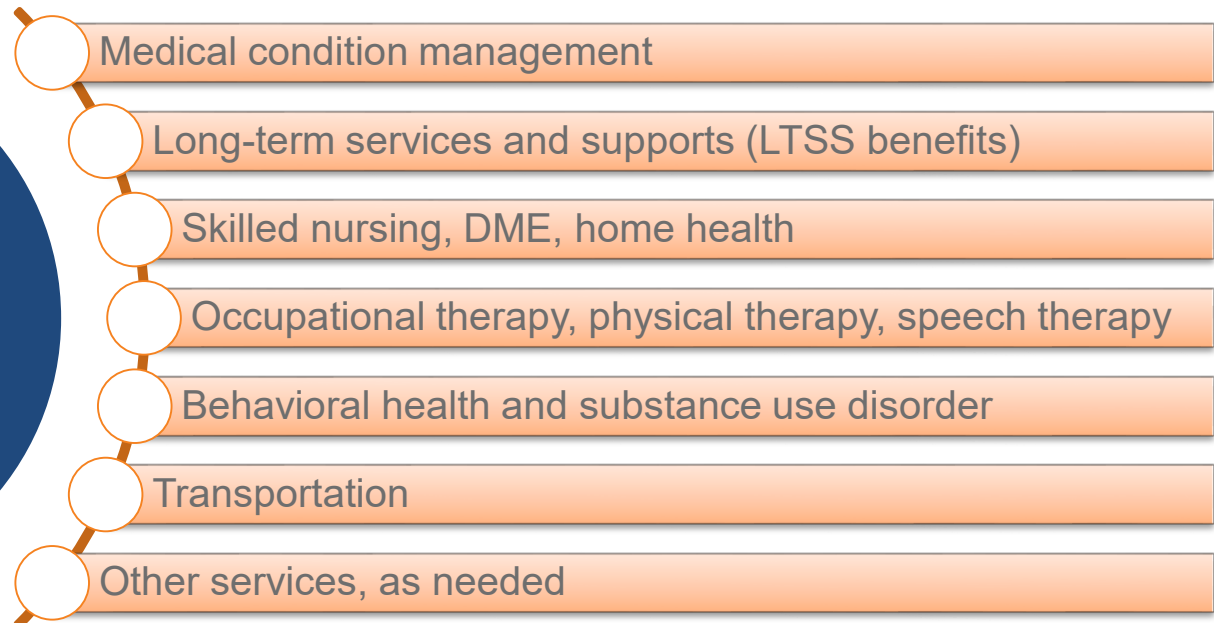 Medical condition management
Long-term services and supports (LTSS benefits)
Skilled nursing, DME, home health
Occupational therapy, physical therapy, speech therapy
Behavioral health and substance use disorder
Transportation
Other services, as needed